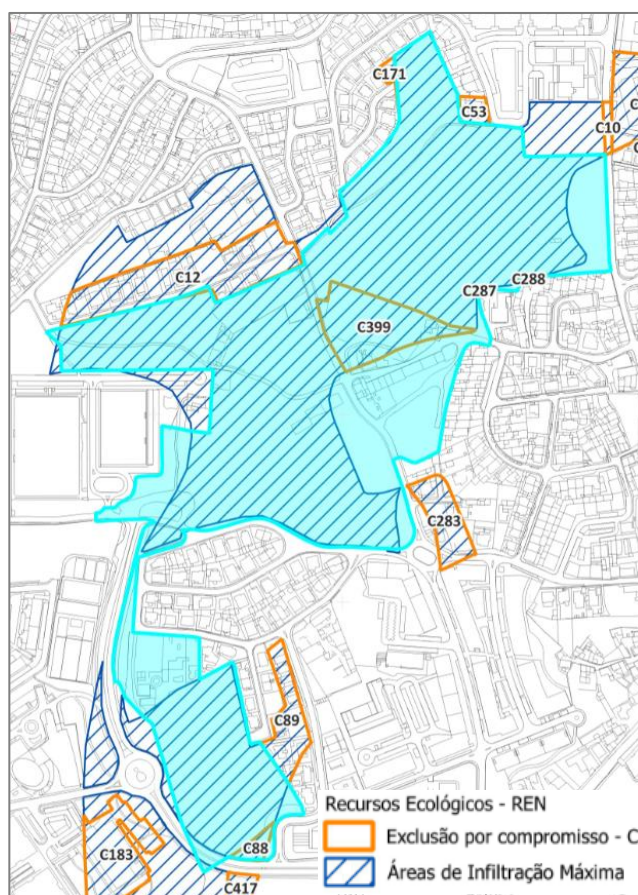 C171
C53
C10
C
C
C12
C287
C288
C399
C283
C89
C88
C183
C417
Recursos Ecológicos - REN
Exclusão por compromisso - C
Áreas de Infiltração Máxima